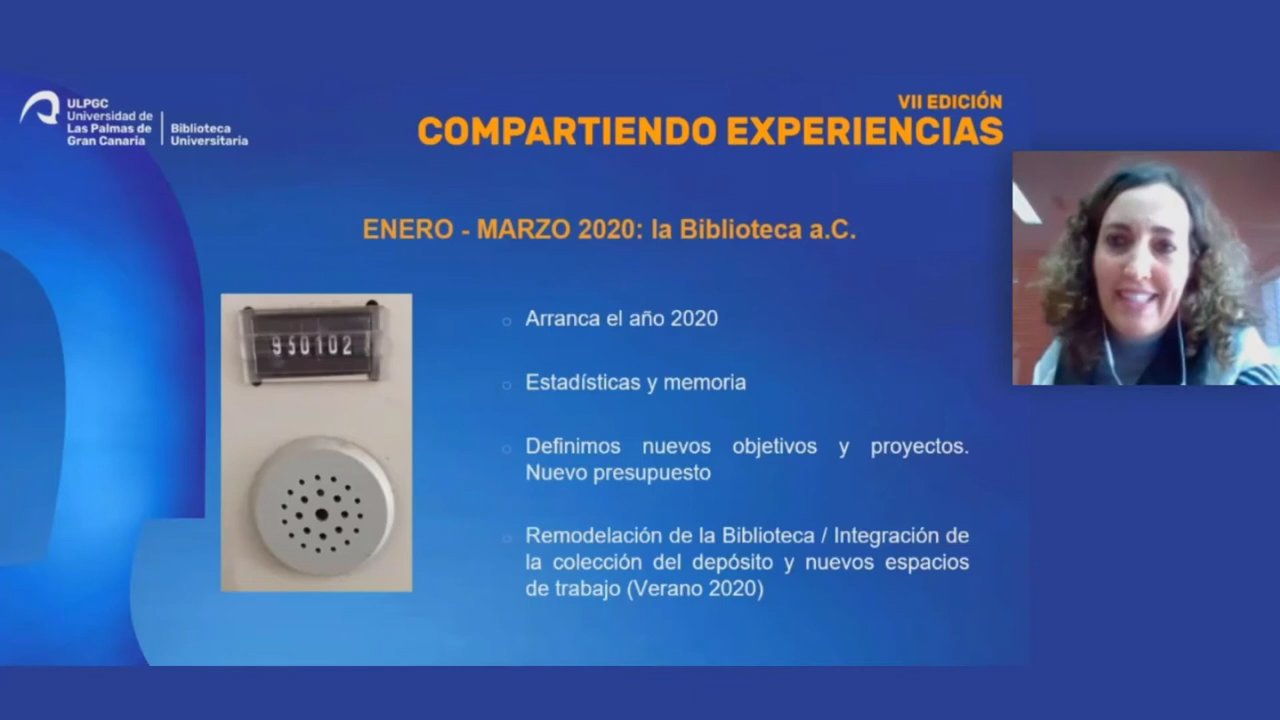 ULPGC
Universidad de
Las Palmas de
Gran Canaria
Biblioteca
Universitaria
VII EDICIÓN
COMPARTIENDO EXPERIENCIAS
ENERO - MARZO 2020: la Biblioteca a.C.
950102
Arranca el año 2020
Estadísticas y memoria
Definimos nuevos objetivos y proyectos.
Nuevo presupuesto
Remodelación de la Biblioteca / Integración de
la colección del depósito y nuevos espacios
de trabajo (Verano 2020)